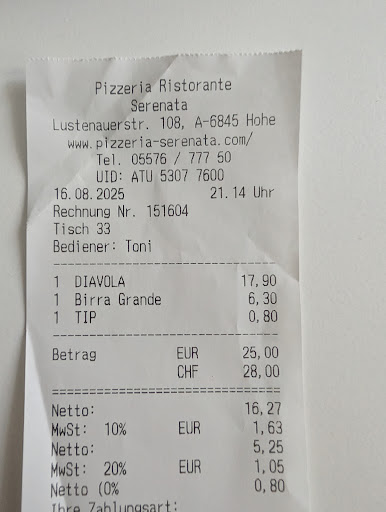 Pizzeria Ristorante
Serenata
Lustenauerstr. 108, A-6845 Hohe
www.pizzeria-serenata.com/
Tel. 05576 / 777 50
UID: ATU 5307 7600
16.08.2025 21.14 Uhr
Rechnung Nr. 151604
Tisch 33
Bediener: Toni
1 DIAVOLA 17,90
1 Birra Grande 6,30
1 TIP 0,80
Betrag EUR 25,00
CHF 28,00
Netto: 16,27
MwSt: 10% EUR 1,63
Netto: 5,25
MwSt: 20% EUR 1,05
Netto (0% 0,80
Ihre Zahlungsart: